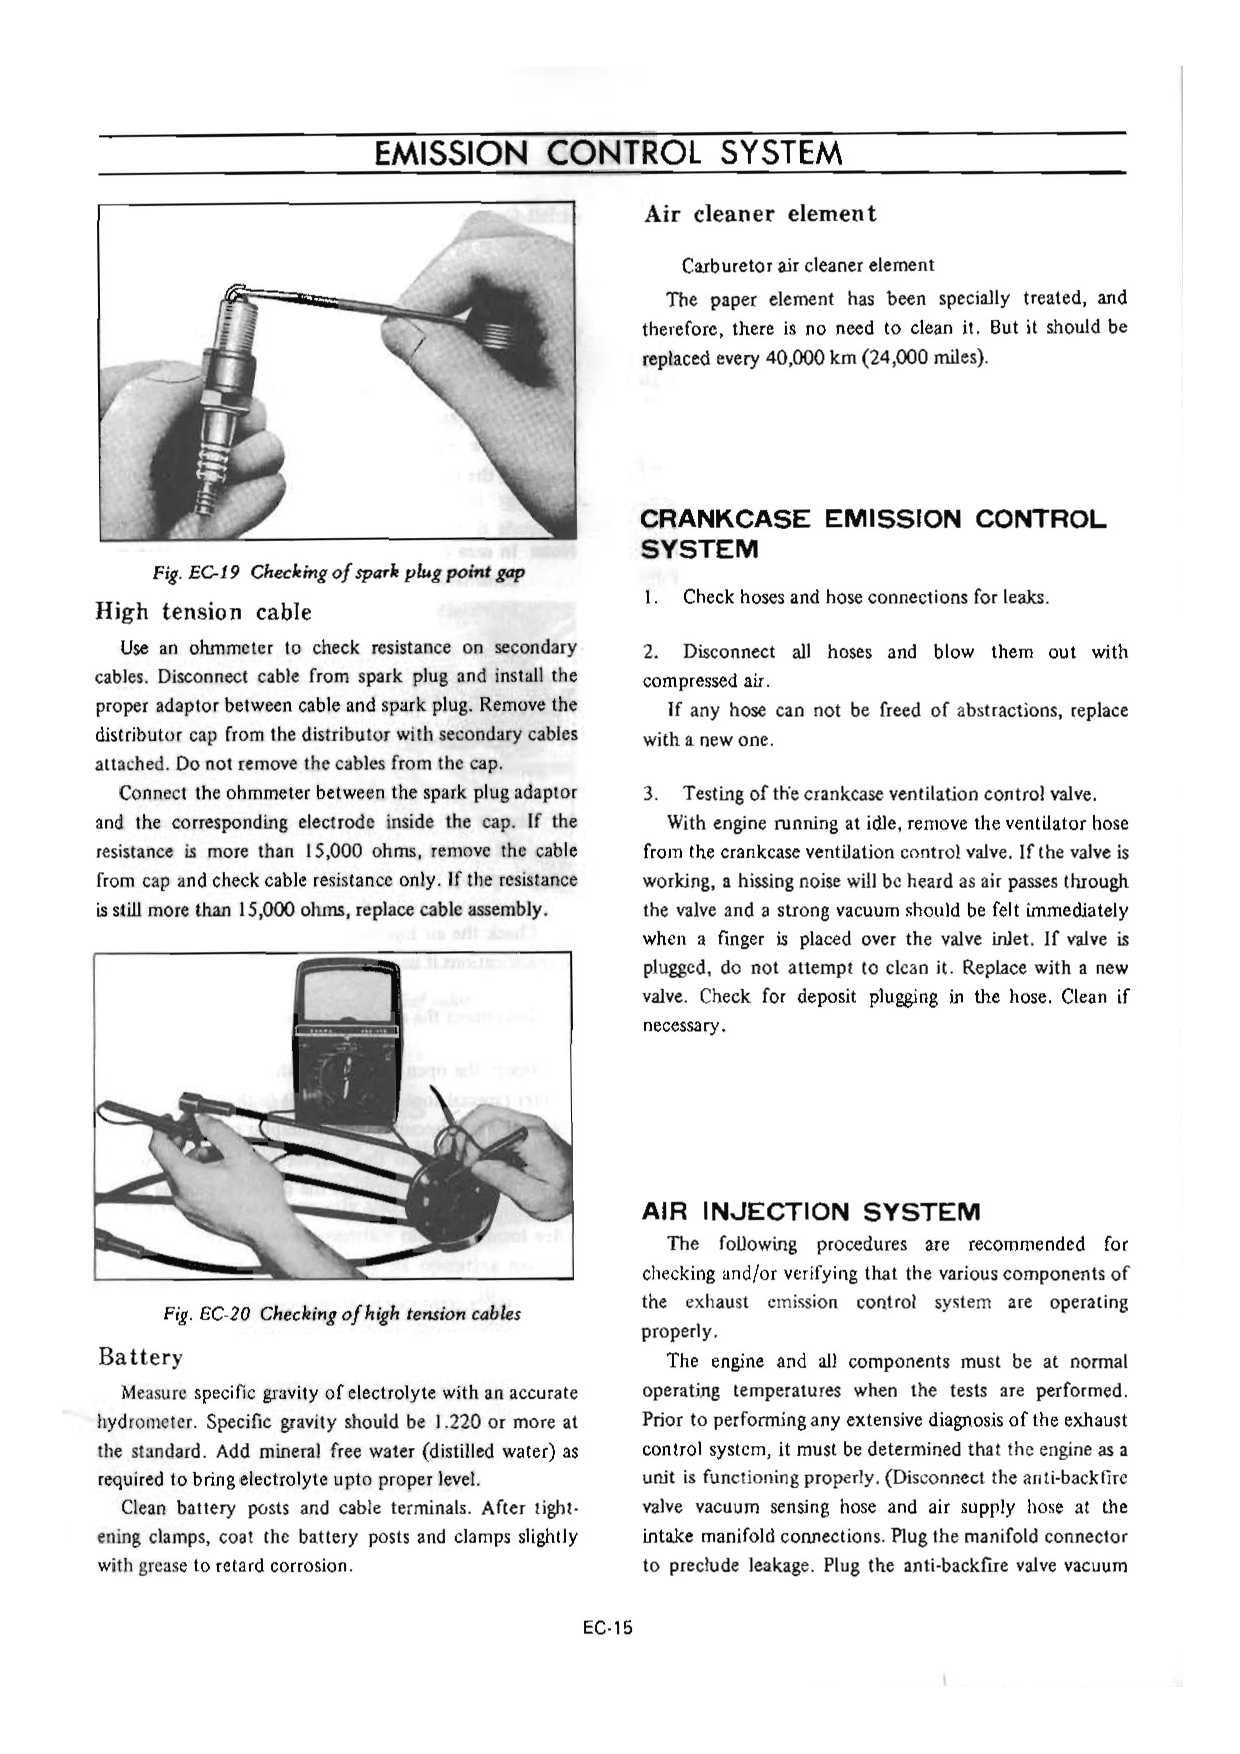 EMISSION CONTROL SYSTEM
Fig. EC-19 Checking of spark plug point gap
High tension cable
Use an ohmmeter to check resistance on secondary
cables. Disconnect cable from spark plug and install the
proper adaptor between cable and spark plug. Remove the
distributor cap from the distributor with secondary cables
attached. Do not remove the cables from the cap.
Connect the ohmmeter between the spark plug adaptor
and the corresponding electrode inside the cap. If the
resistance is more than 15,000 ohms, remove the cable
from cap and check cable resistance only. If the resistance
is still more than 15,000 ohms, replace cable assembly.
Fig. EC-20 Checking of high tension cables
Battery
Measure specific gravity of electrolyte with an accurate
hydrometer. Specific gravity should be 1.220 or more at
the standard. Add mineral free water (distilled water) as
required to bring electrolyte upto proper level.
Clean battery posts and cable terminals. After tight-
ening clamps, coat the battery posts and clamps slightly
with grease to retard corrosion.
Air cleaner element
Carburetor air cleaner element
The paper element has been specially treated, and
therefore, there is no need to clean it. But it should be
replaced every 40,000 km (24,000 miles).
CRANKCASE EMISSION CONTROL
SYSTEM
1. Check hoses and hose connections for leaks.
2. Disconnect all hoses and blow them out with
compressed air.
If any hose can not be freed of abstractions, replace
with a new one.
3. Testing of the crankcase ventilation control valve.
With engine running at idle, remove the ventilator hose
from the crankcase ventilation control valve. If the valve is
working, a hissing noise will be heard as air passes through
the valve and a strong vacuum should be felt immediately
when a finger is placed over the valve inlet. If valve is
plugged, do not attempt to clean it. Replace with a new
valve. Check for deposit plugging in the hose. Clean if
necessary.
AIR INJECTION SYSTEM
The following procedures are recommended for
checking and/or verifying that the various components of
the exhaust emission control system are operating
properly.
The engine and all components must be at normal
operating temperatures when the tests are performed.
Prior to performing any extensive diagnosis of the exhaust
control system, it must be determined that the engine as a
unit is functioning properly. (Disconnect the anti-backfire
valve vacuum sensing hose and air supply hose at the
intake manifold connections. Plug the manifold connector
to preclude leakage. Plug the anti-backfire valve vacuum
EC-15